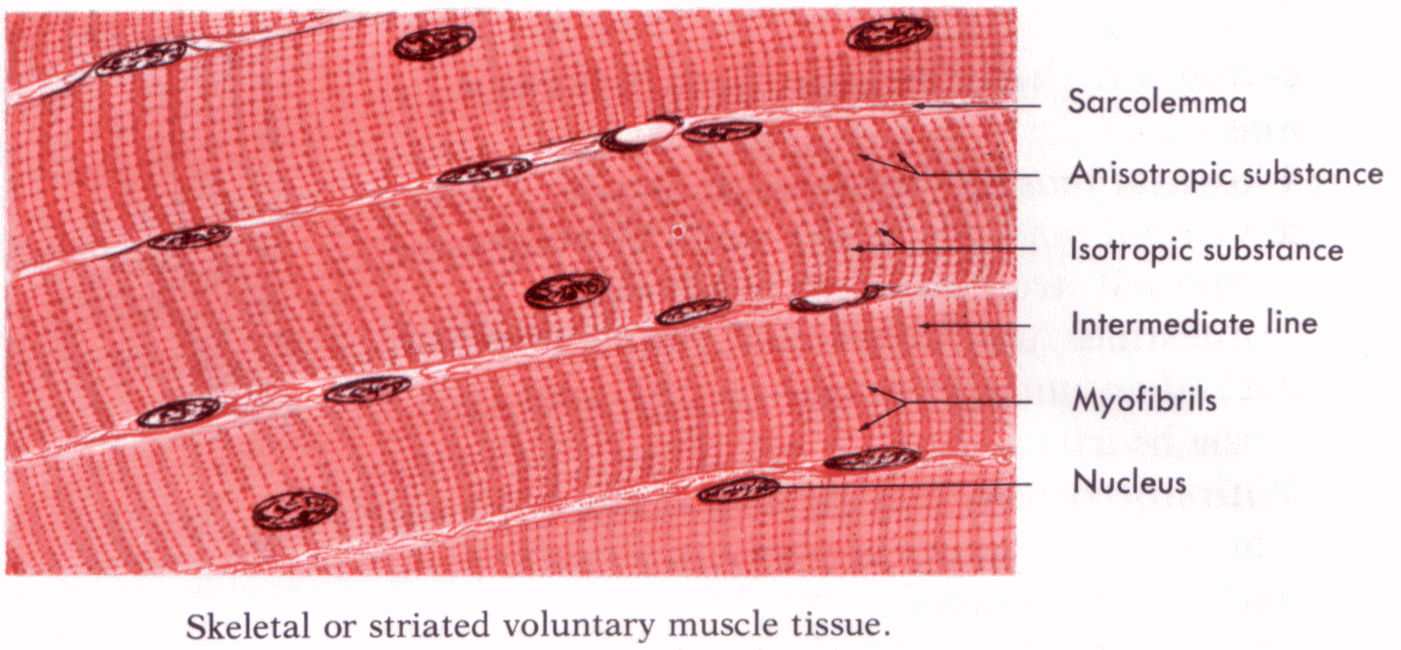 Sarcolemma
Anisotropic substance
Isotropic substance
Intermediate line
Myofibrils
Nucleus
Skeletal or striated voluntary muscle tissue.